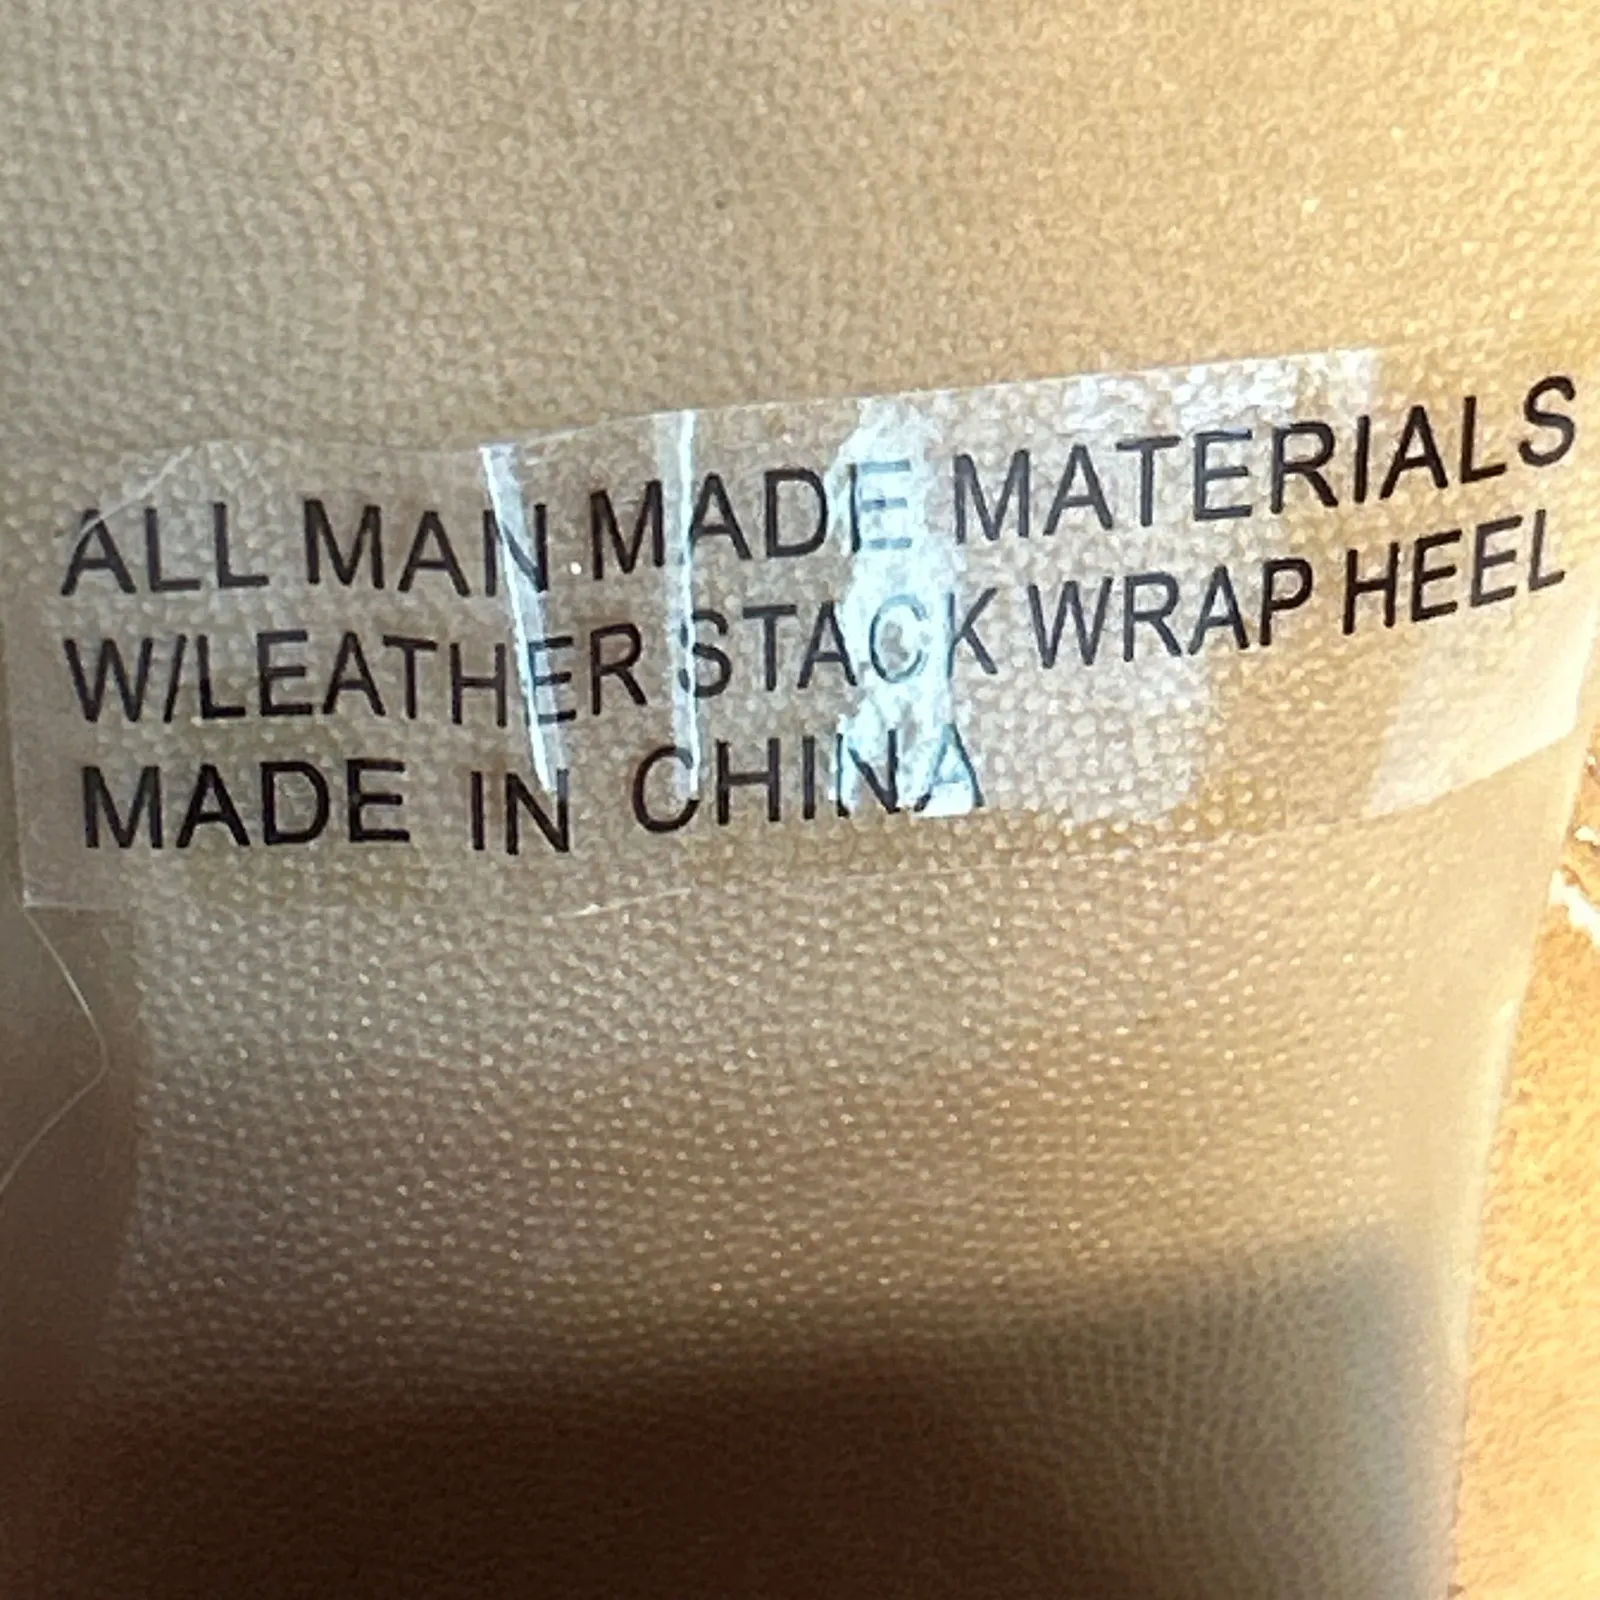 ALL MAN MADE MATERIALS
W/LEATHER STACK WRAP HEEL
MADE IN CHINA